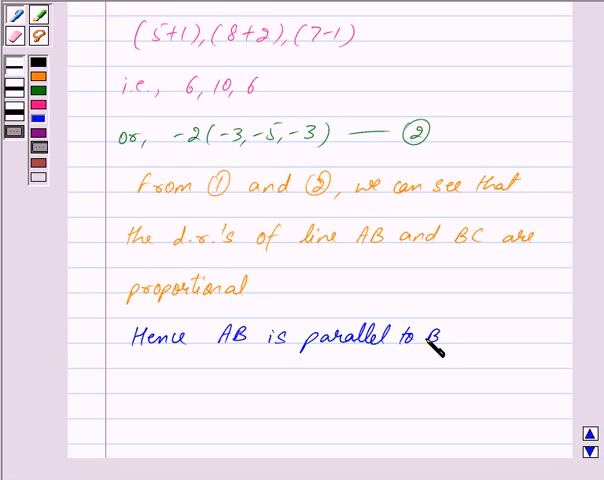 (5+1), (8+2), (7-1)
i.e., 6, 10, 6
or, -2(-3, -5, -3) — ②
From ① and ②, we can see that
the d.r.'s of line AB and BC are
proportional
Hence AB is parallel to B